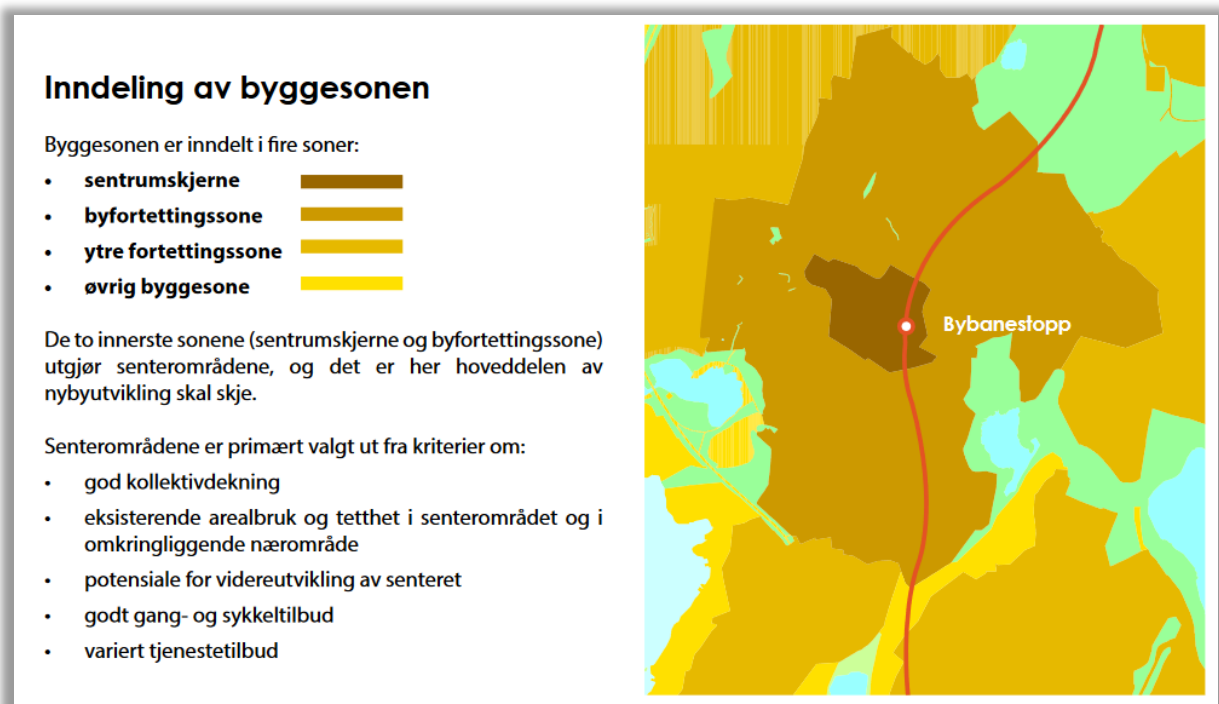 Inndeling av byggesonen
Byggesonen er inndelt i fire soner:
• sentrumskjerne
• byfortettingssone
• ytre fortettingssone
• øvrig byggesone
De to innerste sonene (sentrumskjerne og byfortettingssone)
utgjør senterområdene, og det er her hoveddelen av
nybyutvikling skal skje.
Senterområdene er primært valgt ut fra kriterier om:
• god kollektivdekning
• eksisterende arealbruk og tetthet i senterområdet og i
omkringliggende nærområde
• potensiale for videreutvikling av senteret
• godt gang- og sykkeltilbud
• variert tjenestetilbud
Bybanestopp